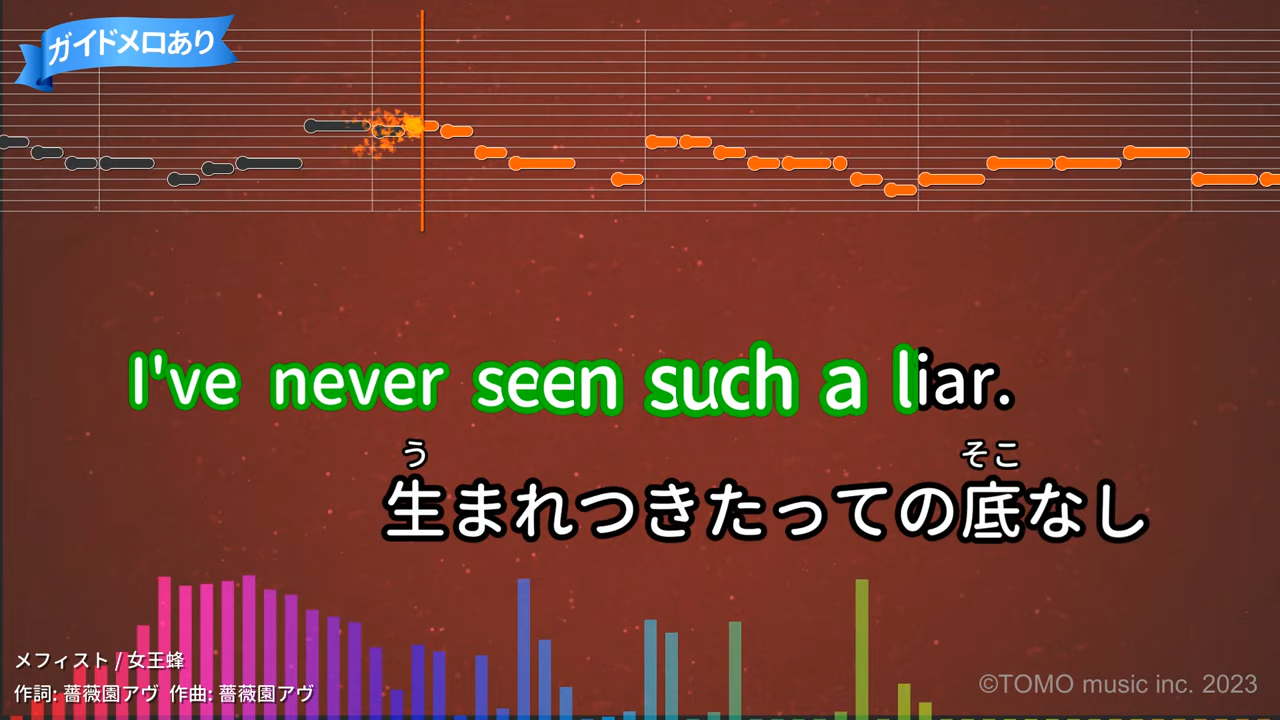 ガイドメロあり
I've never seen such a liar.
う そこ
生まれつきたっての底なし
メフィスト / 女王蜂
作詞: 薔薇園アヴ 作曲: 薔薇園アヴ
©TOMO music inc. 2023